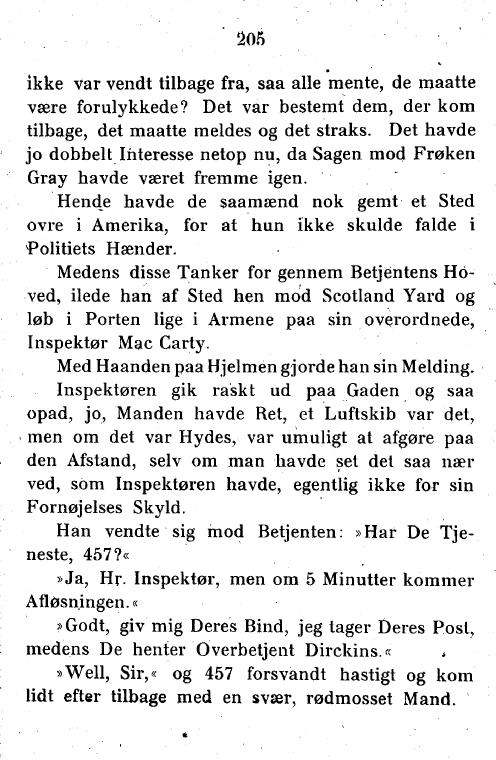 205
ikke var vendt tilbage fra, saa alle mente, de maatte
være forulykkede? Det var bestemt dem, der kom
tilbage, det maatte meldes og det straks. Det havde
jo dobbelt Interesse netop nu, da Sagen mod Frøken
Gray havde været fremme igen.
Hende havde de saamænd nok gemt et Sted
ovre i Amerika, for at hun ikke skulde falde i
Politiets Hænder.
Medens disse Tanker for gennem Betjentens Ho-
ved, ilede han af Sted hen mod Scotland Yard og
løb i Porten lige i Armene paa sin overordnede,
Inspektør Mac Carty.
Med Haanden paa Hjelmen gjorde han sin Melding.
Inspektøren gik raskt ud paa Gaden og saa
opad, jo, Manden havde Ret, et Luftskib var det,
men om det var Hydes, var umuligt at afgøre paa
den Afstand, selv om man havde set det saa nær
ved, som Inspektøren havde, egentlig ikke for sin
Fornøjelses Skyld.
Han vendte sig mod Betjenten: »Har De Tje-
neste, 457?«
»Ja, Hr. Inspektør, men om 5 Minutter kommer
Afløsningen.«
»Godt, giv mig Deres Bind, jeg tager Deres Post,
medens De henter Overbetjent Dirckins.«
»Well, Sir,« og 457 forsvandt hastigt og kom
lidt efter tilbage med en svær, rødmosset Mand.